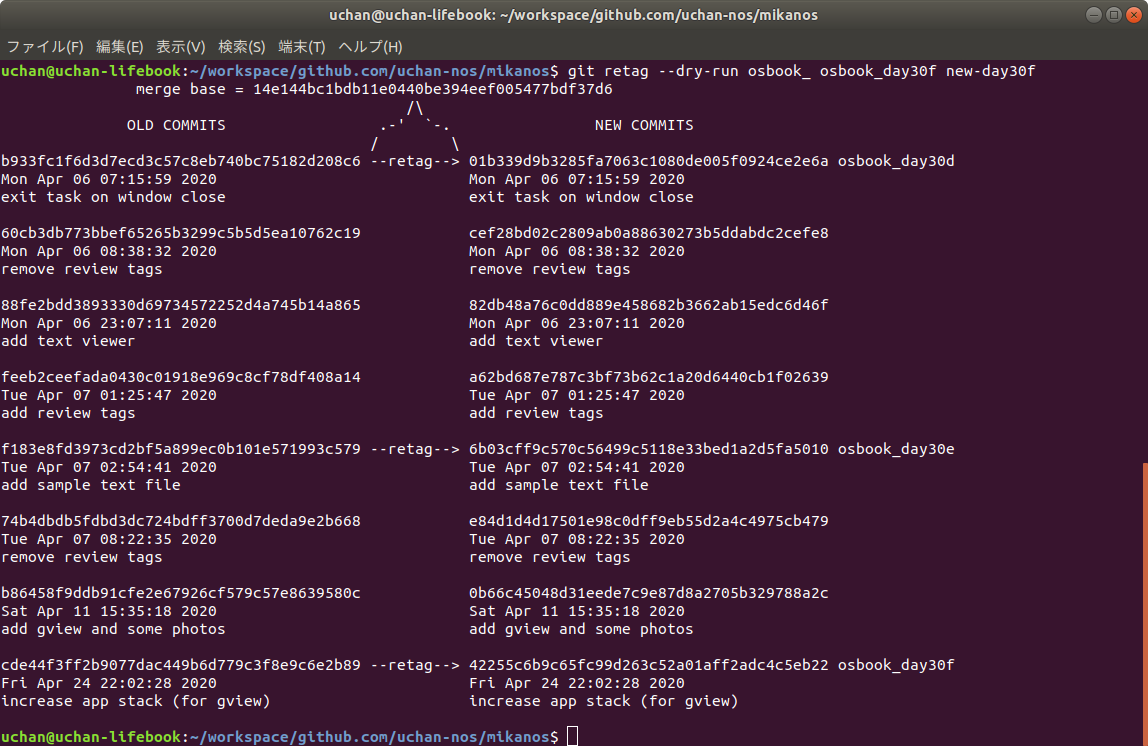 uchan@uchan-lifebook: ~/workspace/github.com/uchan-nos/mikanos
ファイル(F) 編集(E) 表示(V) 検索(S) 端末(T) ヘルプ(H)
uchan@uchan-lifebook:~/workspace/github.com/uchan-nos/mikanos$ git retag --dry-run osbook_ osbook_day30f new-day30f
               merge base = 14e144bc1bdb11e0440be394eef005477bdf37d6
                                             /\
              OLD COMMITS                 .-'  `-.                NEW COMMITS
                                         /        \
b933fc1f6d3d7ecd3c57c8eb740bc75182d208c6 --retag--> 01b339d9b3285fa7063c1080de005f0924ce2e6a osbook_day30d
Mon Apr 06 07:15:59 2020                            Mon Apr 06 07:15:59 2020
exit task on window close                           exit task on window close
60cb3db773bbef65265b3299c5b5d5ea10762c19            cef28bd02c2809ab0a88630273b5ddabdc2cefe8
Mon Apr 06 08:38:32 2020                            Mon Apr 06 08:38:32 2020
remove review tags                                  remove review tags
88fe2bdd3893330d69734572252d4a745b14a865            82db48a76c0dd889e458682b3662ab15edc6d46f
Mon Apr 06 23:07:11 2020                            Mon Apr 06 23:07:11 2020
add text viewer                                     add text viewer
feeb2ceefada0430c01918e969c8cf78df408a14            a62bd687e787c3bf73b62c1a20d6440cb1f02639
Tue Apr 07 01:25:47 2020                            Tue Apr 07 01:25:47 2020
add review tags                                     add review tags
f183e8fd3973cd2bf5a899ec0b101e571993c579 --retag--> 6b03cff9c570c56499c5118e33bed1a2d5fa5010 osbook_day30e
Tue Apr 07 02:54:41 2020                            Tue Apr 07 02:54:41 2020
add sample text file                                add sample text file
74b4dbdb5fdbd3dc724bdff3700d7deda9e2b668            e84d1d4d17501e98c0dff9eb55d2a4c4975cb479
Tue Apr 07 08:22:35 2020                            Tue Apr 07 08:22:35 2020
remove review tags                                  remove review tags
b86458f9ddb91cfe2e67926cf579c57e8639580c            0b66c45048d31eede7c9e87d8a2705b329788a2c
Sat Apr 11 15:35:18 2020                            Sat Apr 11 15:35:18 2020
add gview and some photos                           add gview and some photos
cde44f3ff2b9077dac449b6d779c3f8e9c6e2b89 --retag--> 42255c6b9c65fc99d263c52a01aff2adc4c5eb22 osbook_day30f
Fri Apr 24 22:02:28 2020                            Fri Apr 24 22:02:28 2020
increase app stack (for gview)                      increase app stack (for gview)
uchan@uchan-lifebook:~/workspace/github.com/uchan-nos/mikanos$